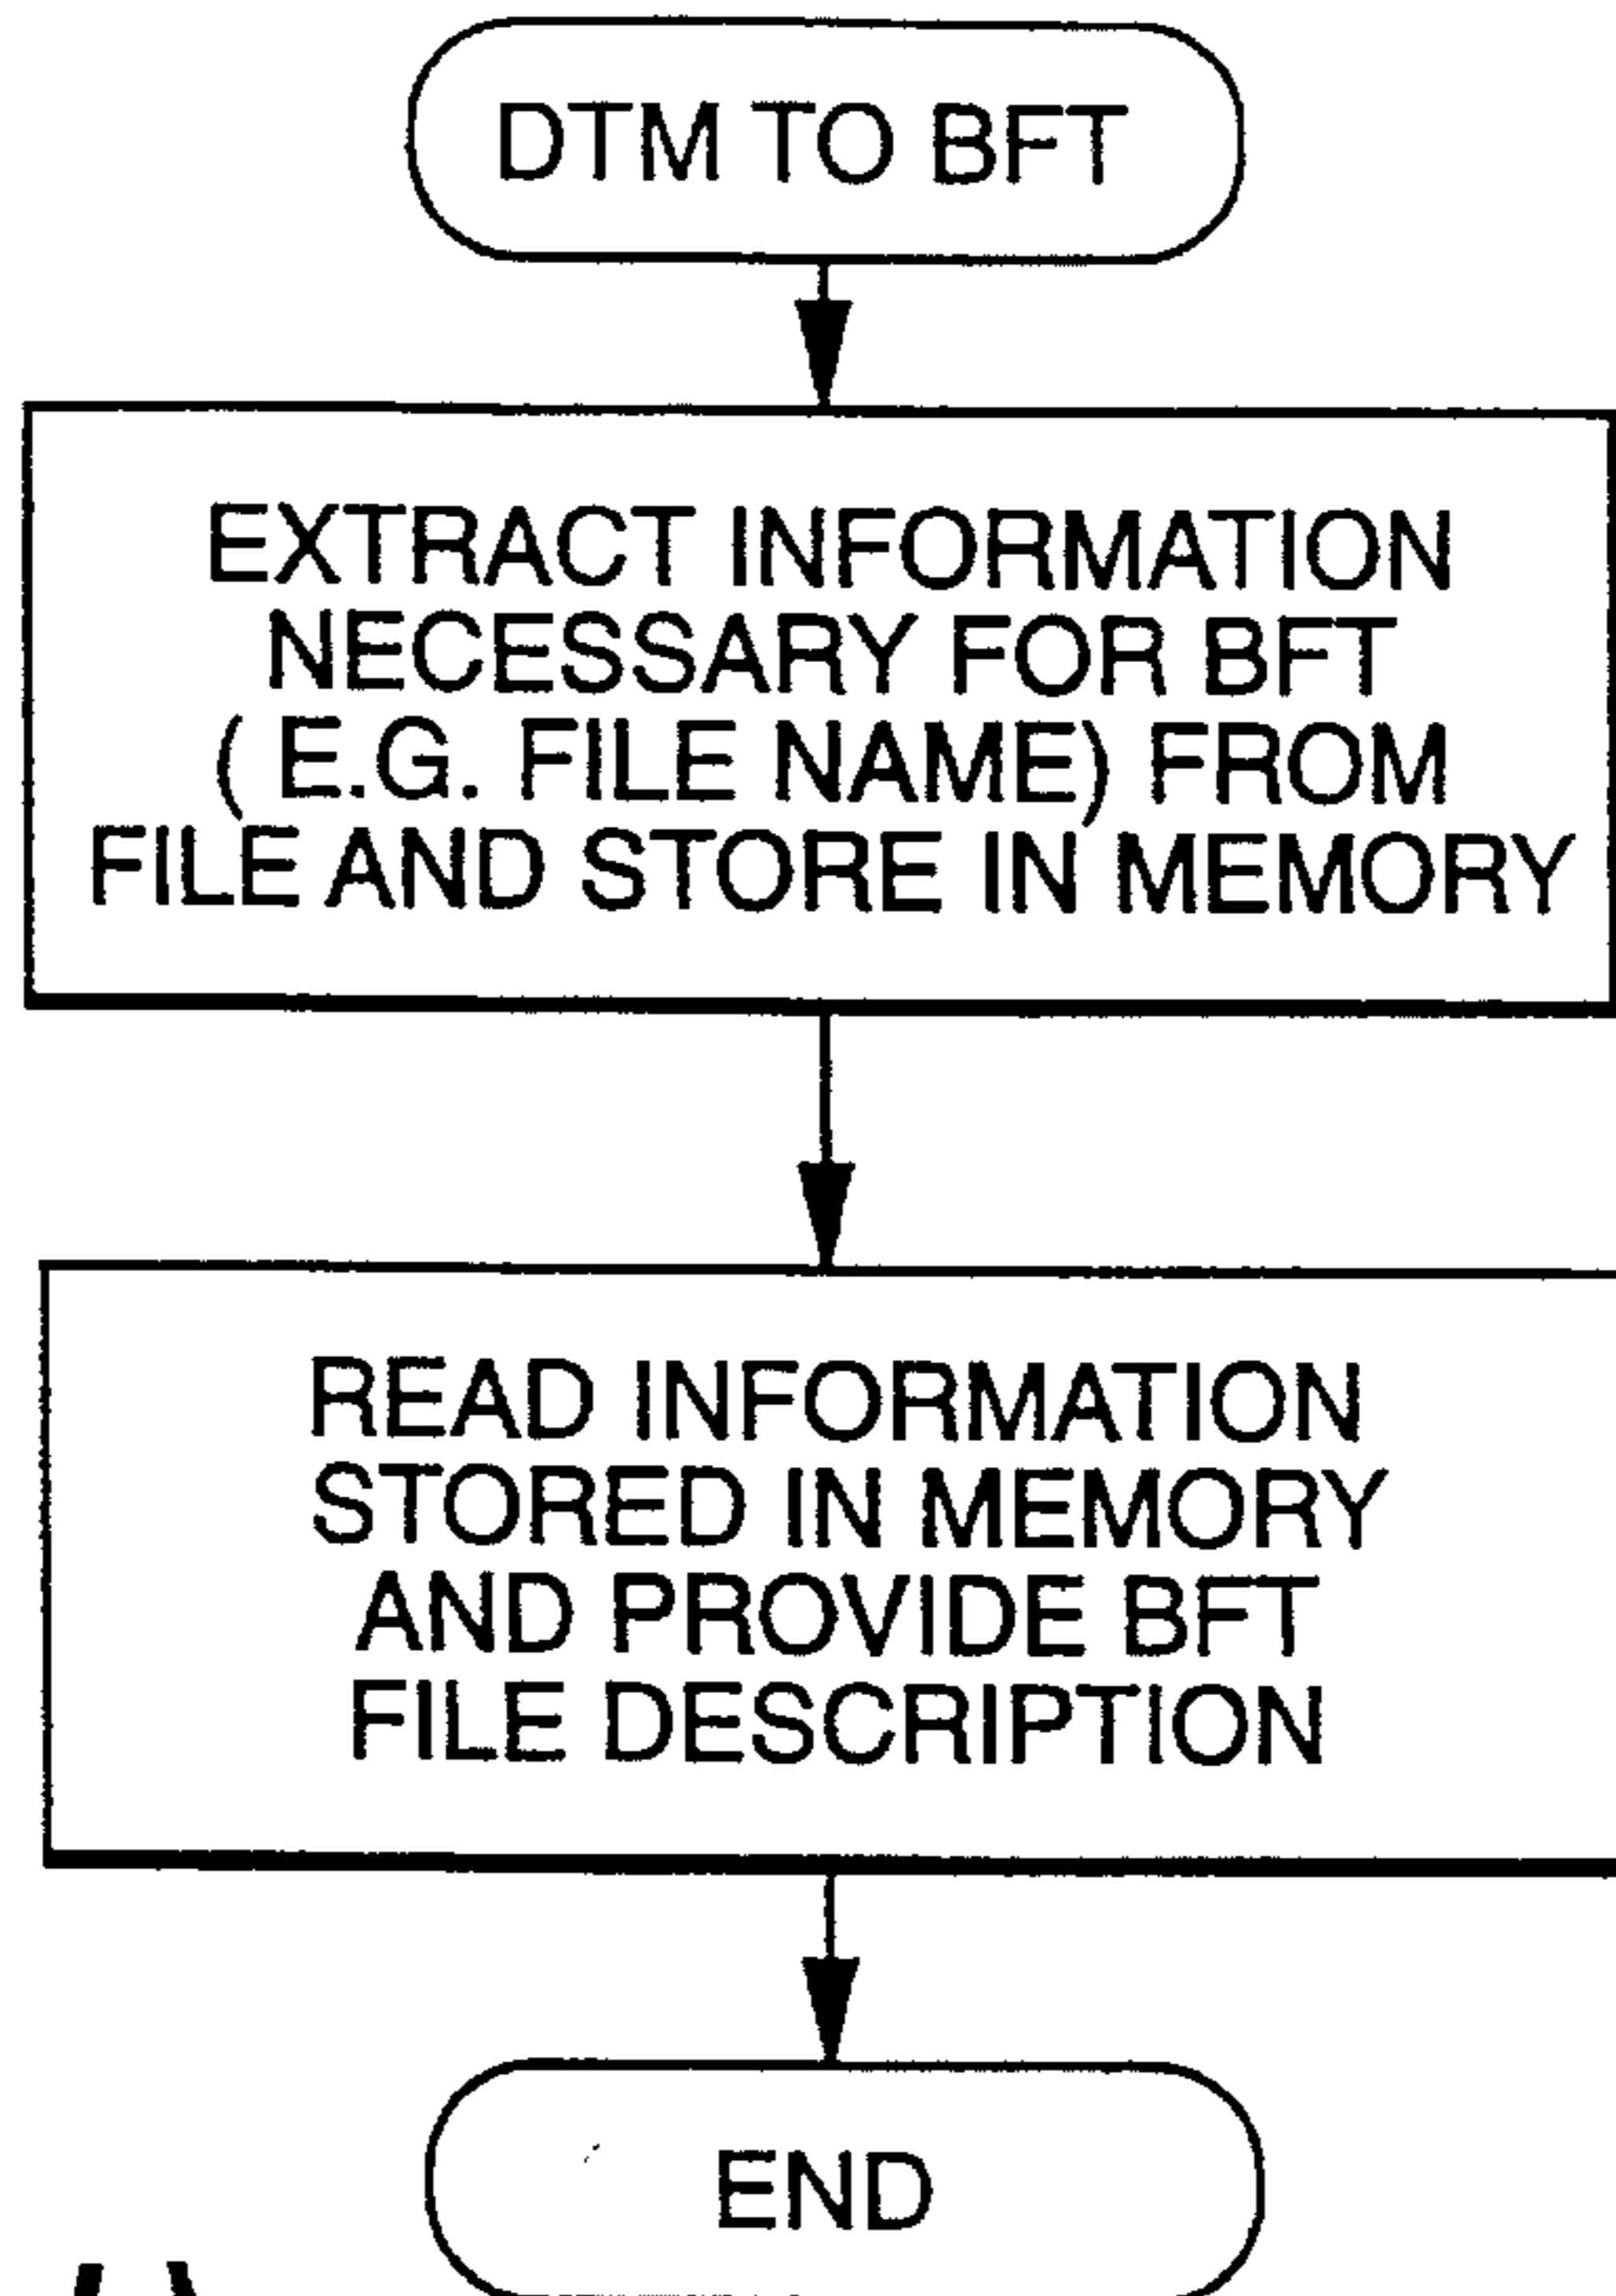 DTM TO BFT
EXTRACT INFORMATION
NECESSARY FOR BFT
( E.G. FILE NAME) FROM
FILE AND STORE IN MEMORY
READ INFORMATION
STORED IN MEMORY
AND PROVIDE BFT
FILE DESCRIPTION
END